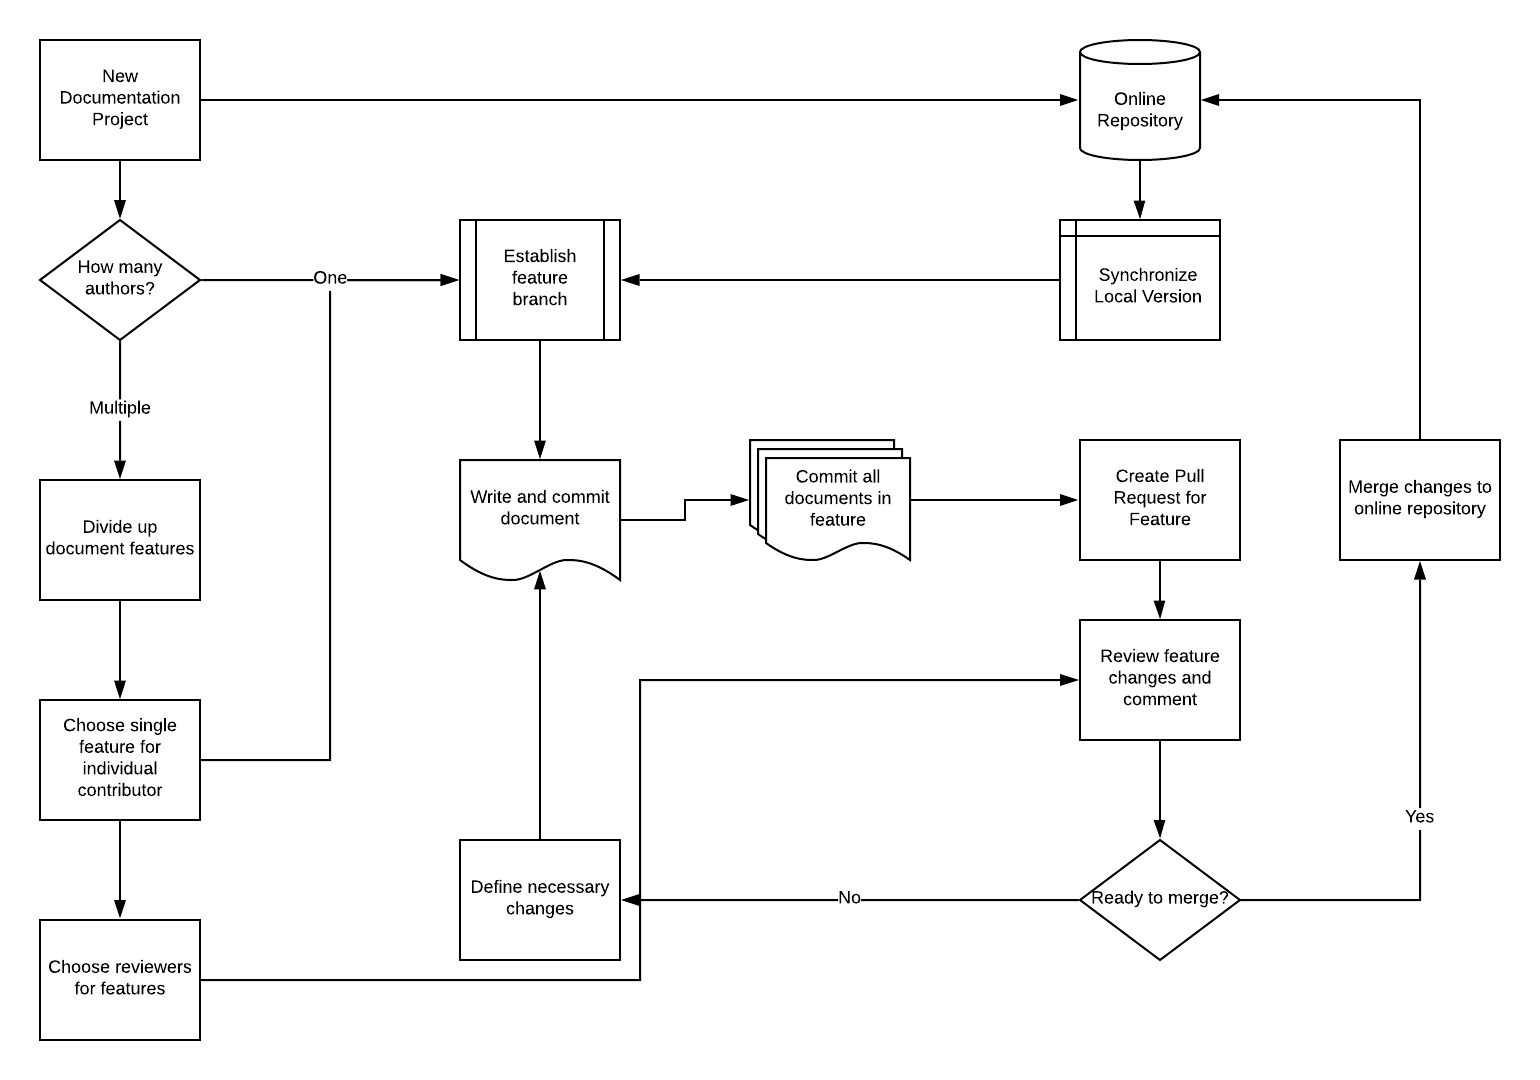 New
Documentation
Project
Online
Repository
How many
authors?
One
Establish
feature
branch
Synchronize
Local Version
Multiple
Divide up
document features
Write and commit
document
Commit all
documents in
feature
Create Pull
Request for
Feature
Merge changes to
online repository
Choose single
feature for
individual
contributor
Review feature
changes and
comment
Yes
Define necessary
changes
No
Ready to merge?
Choose reviewers
for features